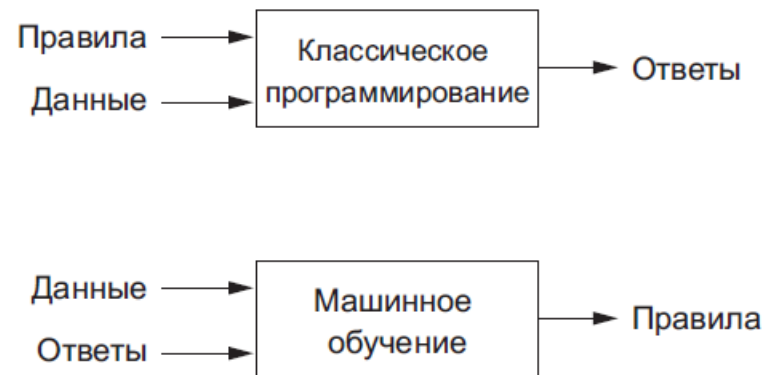 Правила
Данные
Классическое
программирование
Ответы
Данные
Ответы
Машинное
обучение
Правила